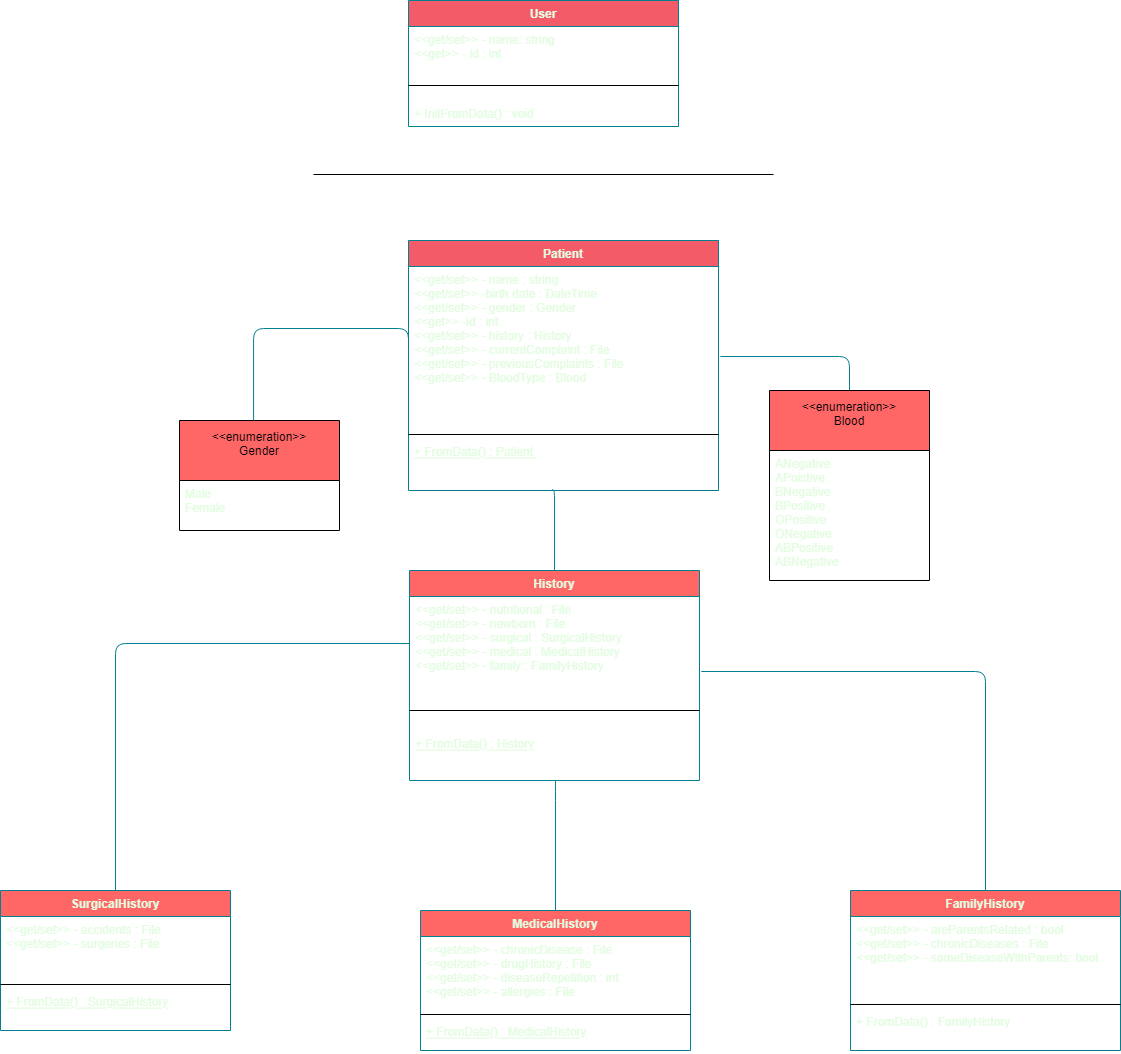 User
<<get/set>> - name: string
<<get>> - id : int
+ InitFromData() : void
Patient
<<get/set>> - name : string
<<get/set>> -birth date : DateTime
<<get/set>> - gender : Gender
<<get>> -id : int
<<get/set>> - history : History
<<get/set>> - currentComplaint : File
<<get/set>> - previousComplaints : File
<<get/set>> - BloodType : Blood
+ FromData() : Patient
<<enumeration>>
Gender
Male
Female
<<enumeration>>
Blood
ANegative
APointive
BNegative
BPositive
OPositive
ONegative
ABPositive
ABNegative
History
<<get/set>> - nutritional : File
<<get/set>> - newborn : File
<<get/set>> - surgical : SurgicalHistory
<<get/set>> - medical : MedicalHistory
<<get/set>> - family : FamilyHistory
+ FromData() : History
SurgicalHistory
<<get/set>> - accidents : File
<<get/set>> - surgeries : File
+ FromData() : SurgicalHistory
MedicalHistory
<<get/set>> - chronicDisease : File
<<get/set>> - drugHistory : File
<<get/set>> - diseaseRepetition : int
<<get/set>> - allergies : File
+ FromData() : MedicalHistory
FamilyHistory
<<get/set>> - areParentsRelated : bool
<<get/set>> - chronicDiseases : File
<<get/set>> - someDiseaseWithParents: bool
+ FromData() : FamilyHistory